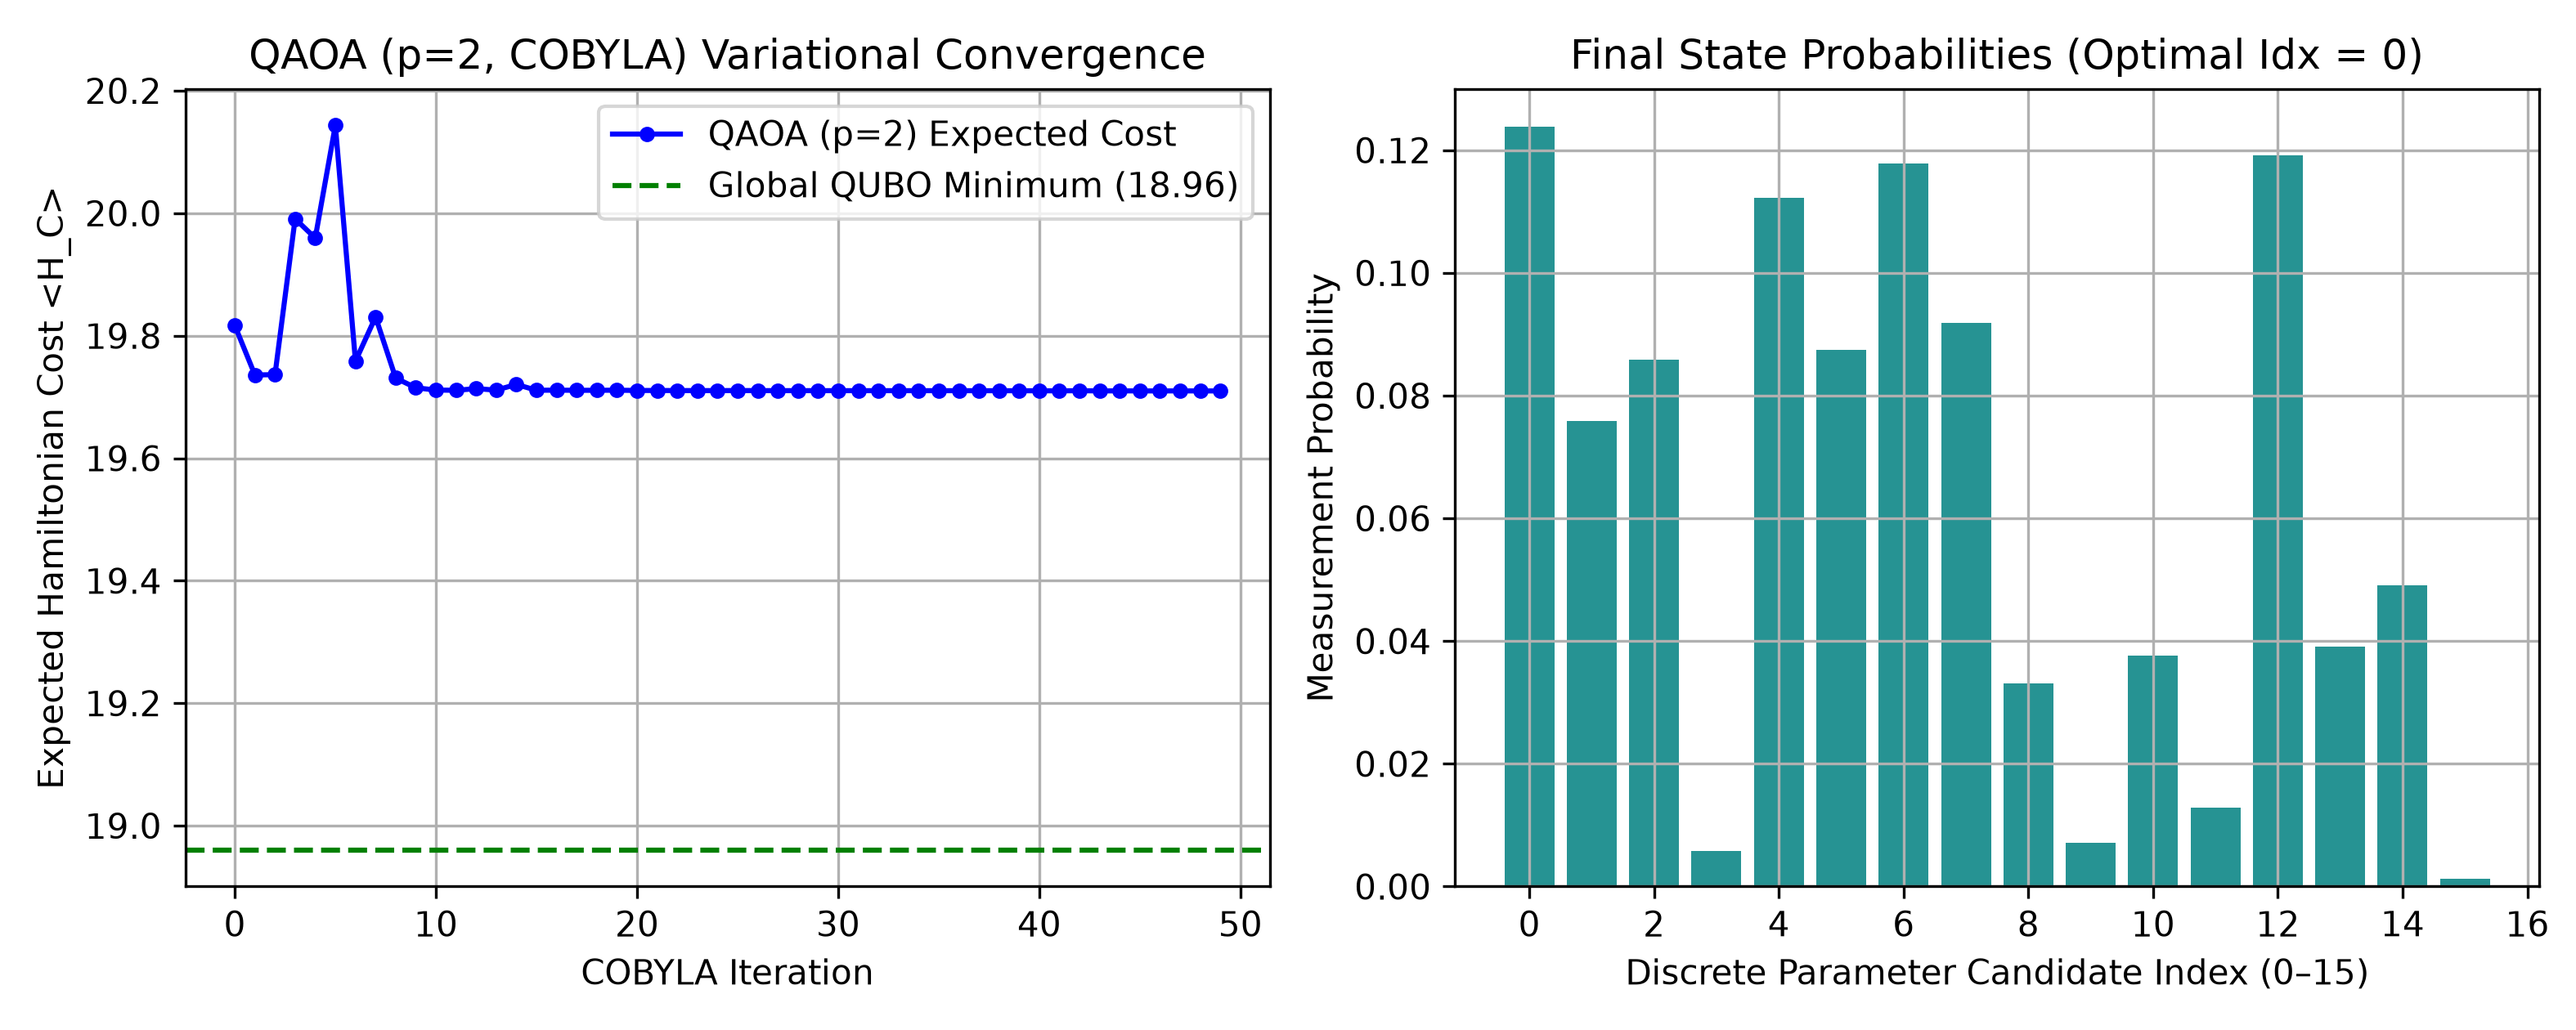 QAOA (p=2, COBYLA) Variational Convergence
Expected Hamiltonian Cost <H_C>
20.2
20.0
19.8
19.6
19.4
19.2
19.0
QAOA (p=2) Expected Cost
Global QUBO Minimum (18.96)
0 10 20 30 40 50
COBYLA Iteration
Final State Probabilities (Optimal Idx = 0)
Measurement Probability
0.12
0.10
0.08
0.06
0.04
0.02
0.00
0 2 4 6 8 10 12 14 16
Discrete Parameter Candidate Index (0–15)